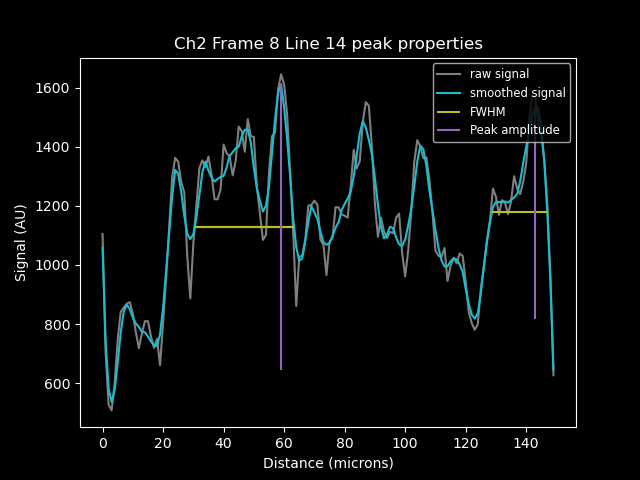 Ch2 Frame 8 Line 14 peak properties
raw signal
smoothed signal
FWHM
Peak amplitude
1600
1400
1200
1000
800
600
Signal (AU)
0 20 40 60 80 100 120 140
Distance (microns)